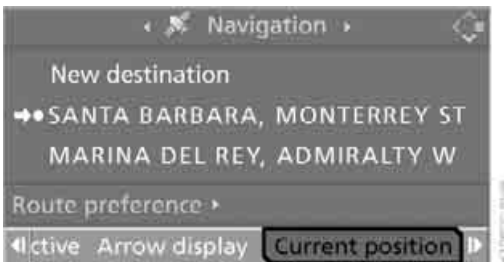 Navigation
New destination
SANTA BARBARA, MONTERREY ST
MARINA DEL REY, ADMIRALTY W
Route preference
ctive Arrow display Current position